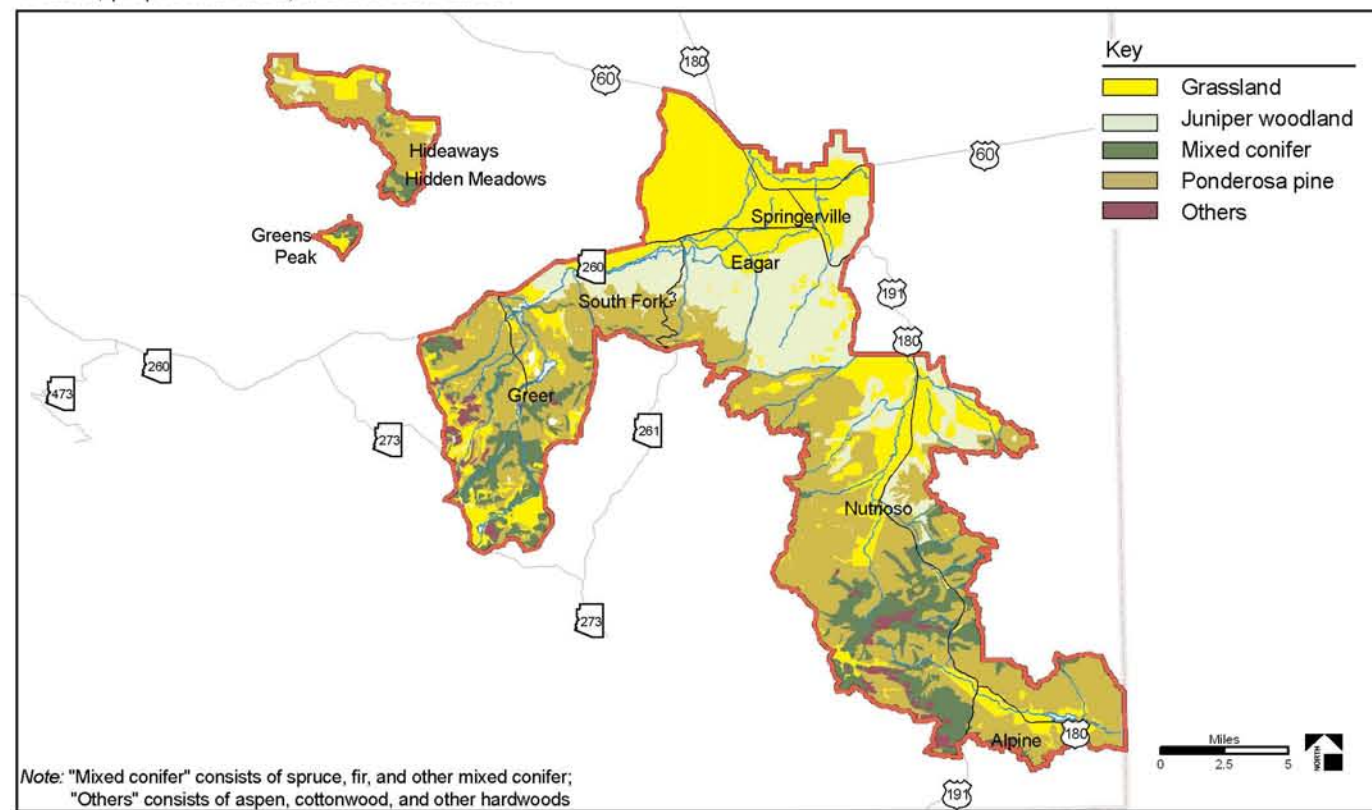 60
180
Key
Grassland
Juniper woodland
Mixed conifer
Ponderosa pine
Others
Hideaways
Hidden Meadows
60
Greens
Peak
Springerville
Eagar
260
South Fork
191
180
260
473
Greer
273
261
Nutrioso
273
Alpine
180
191
Miles
0
2.5
5
NORTH
Note: "Mixed conifer" consists of spruce, fir, and other mixed conifer;
"Others" consists of aspen, cottonwood, and other hardwoods